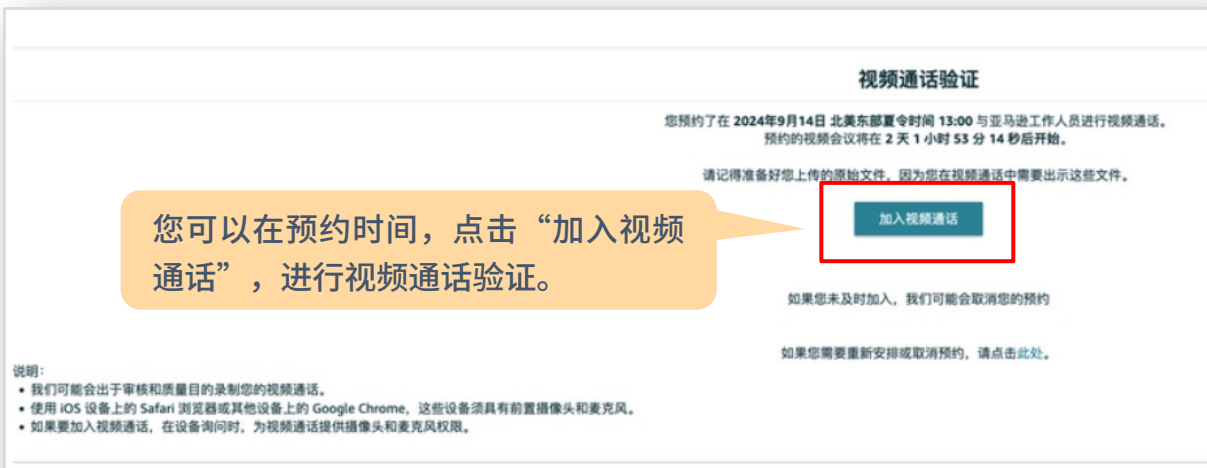 视频通话验证
您预约了在 2024年9月14日 北美东部夏令时间 13:00 与亚马逊工作人员进行视频通话。
预约的视频会议将在 2 天 1 小时 53 分 14 秒后开始。
请记得准备好您上传的原始文件，因为您在视频通话中需要出示这些文件。
加入视频通话
您可以在预约时间，点击“加入视频
通话”，进行视频通话验证。
如果您未及时加入，我们可能会取消您的预约
如果您需要重新安排或取消预约，请点击此处。
说明：
• 我们可能会出于审核和质量目的录制您的视频通话。
• 使用 iOS 设备上的 Safari 浏览器或其他设备上的 Google Chrome，这些设备须具有前置摄像头和麦克风。
• 如果要加入视频通话，在设备询问时，为视频通话提供摄像头和麦克风权限。